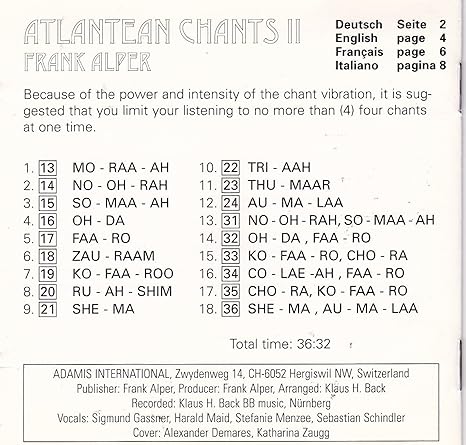 ATLANTEAN CHANTS II
FRANK ALPER
Deutsch Seite 2
English page 4
Français page 6
Italiano pagina 8
Because of the power and intensity of the chant vibration, it is sug-
gested that you limit your listening to no more than (4) four chants
at one time.
1. 13 MO - RAA - AH
2. 14 NO - OH - RAH
3. 15 SO - MAA - AH
4. 16 OH - DA
5. 17 FAA - RO
6. 18 ZAU - RAAM
7. 19 KO - FAA - ROO
8. 20 RU - AH - SHIM
9. 21 SHE - MA
10. 22 TRI - AAH
11. 23 THU - MAAR
12. 24 AU - MA - LAA
13. 31 NO - OH - RAH, SO - MAA - AH
14. 32 OH - DA , FAA - RO
15. 33 KO - FAA - RO, CHO - RA
16. 34 CO - LAE -AH , FAA - RO
17. 35 CHO - RA, KO - FAA - RO
18. 36 SHE - MA , AU - MA - LAA
Total time: 36:32
ADAMIS INTERNATIONAL, Zwydenweg 14, CH-6052 Hergiswil NW, Switzerland
Publisher: Frank Alper, Producer: Frank Alper, Arranged: Klaus H. Back
Recorded: Klaus H. Back BB music, Nürnberg
Vocals: Sigmund Gassner, Harald Maid, Stefanie Menzee, Sebastian Schindler
Cover: Alexander Demares, Katharina Zaugg